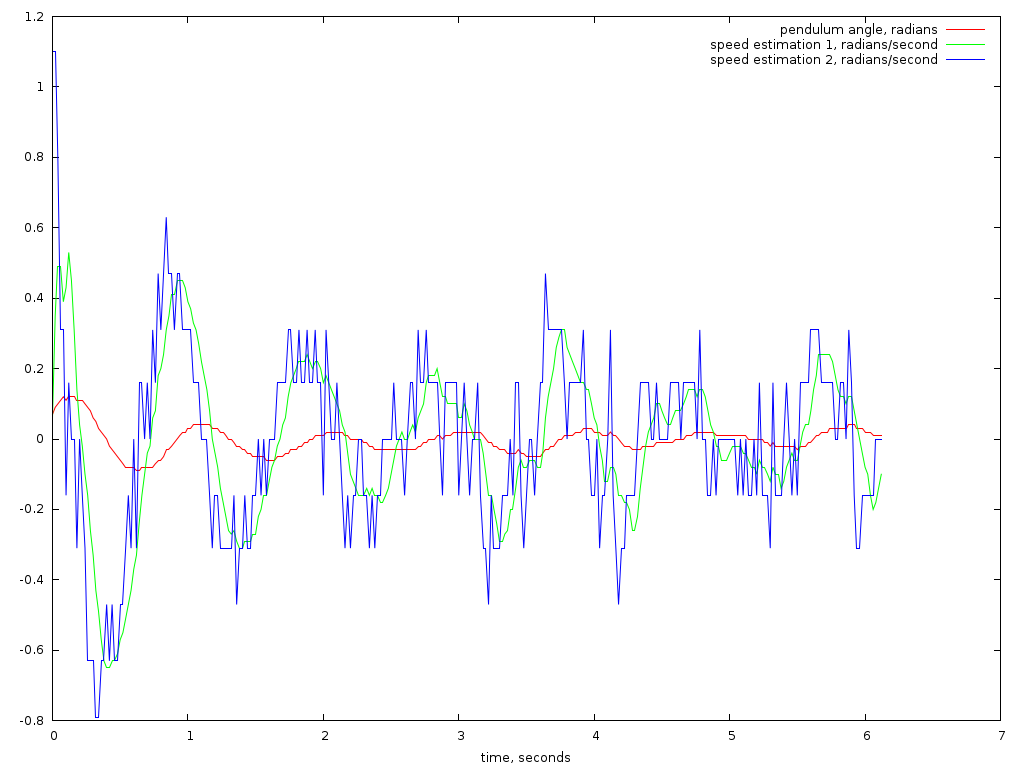 1.2
pendulum angle, radians
speed estimation 1, radians/second
speed estimation 2, radians/second
1
0.8
0.6
0.4
0.2
0
-0.2
-0.4
-0.6
-0.8
0 1 2 3 4 5 6 7
time, seconds